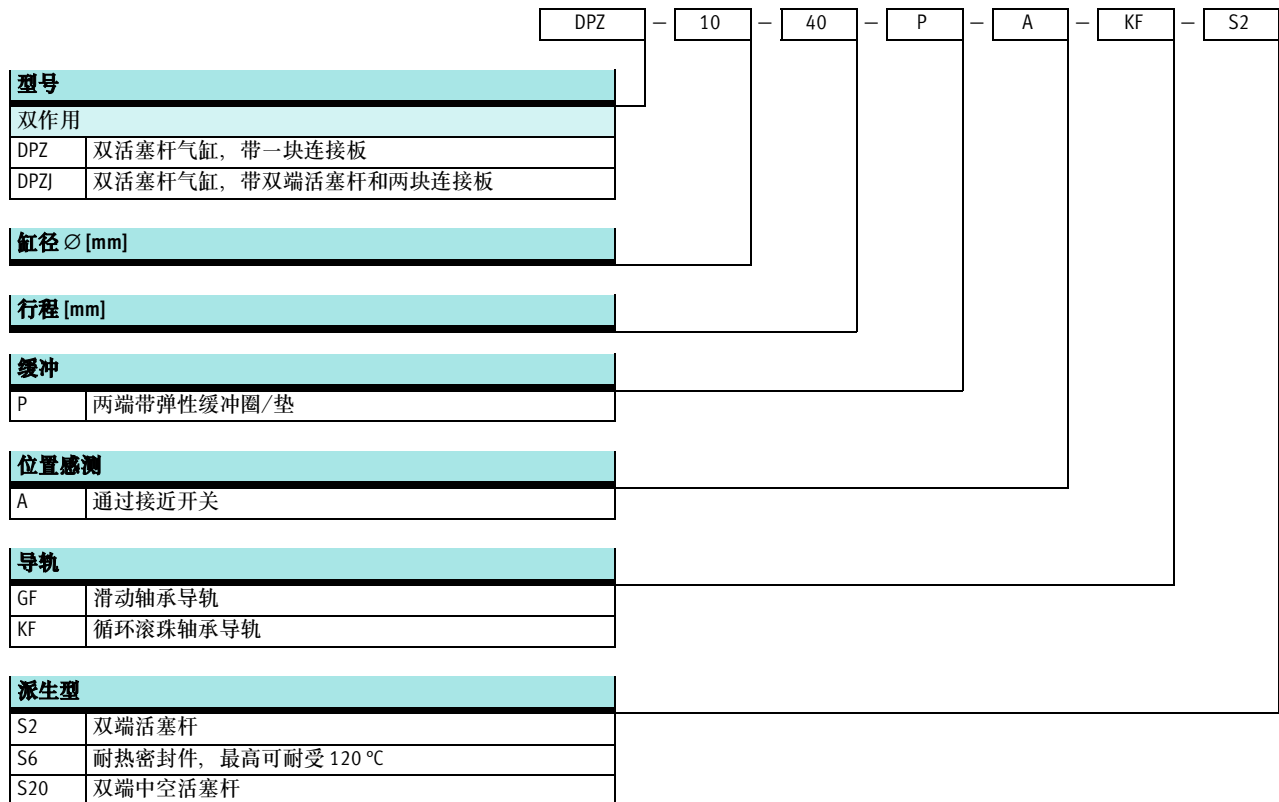 DPZ – 10 – 40 – P – A – KF – S2
型号
双作用
DPZ 双活塞杆气缸，带一块连接板
DPZJ 双活塞杆气缸，带双端活塞杆和两块连接板
缸径 ∅ [mm]
行程 [mm]
缓冲
P 两端带弹性缓冲圈/垫
位置感测
A 通过接近开关
导轨
GF 滑动轴承导轨
KF 循环滚珠轴承导轨
派生型
S2 双端活塞杆
S6 耐热密封件，最高可耐受 120 ºC
S20 双端中空活塞杆